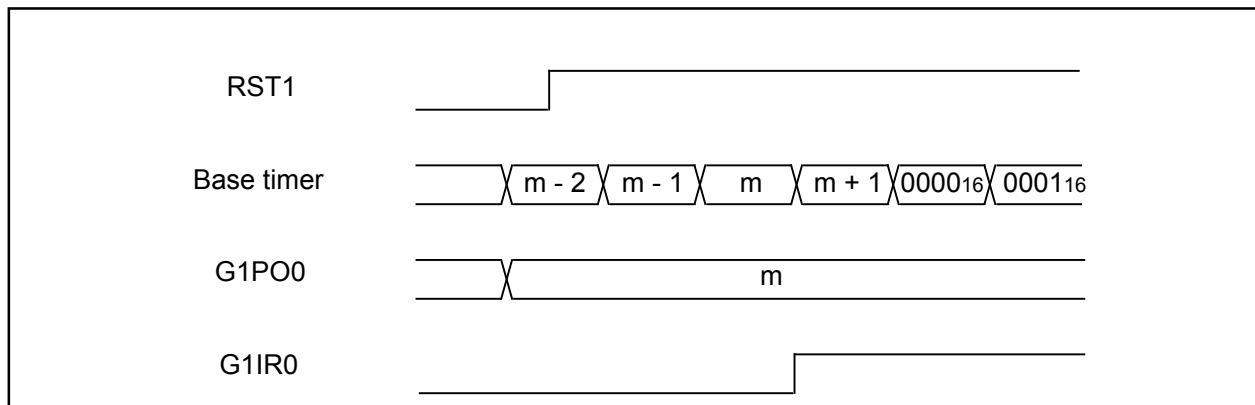 RST1
Base timer
m - 2 m - 1 m m + 1 0000₁₆ 0001₁₆
G1PO0
m
G1IR0